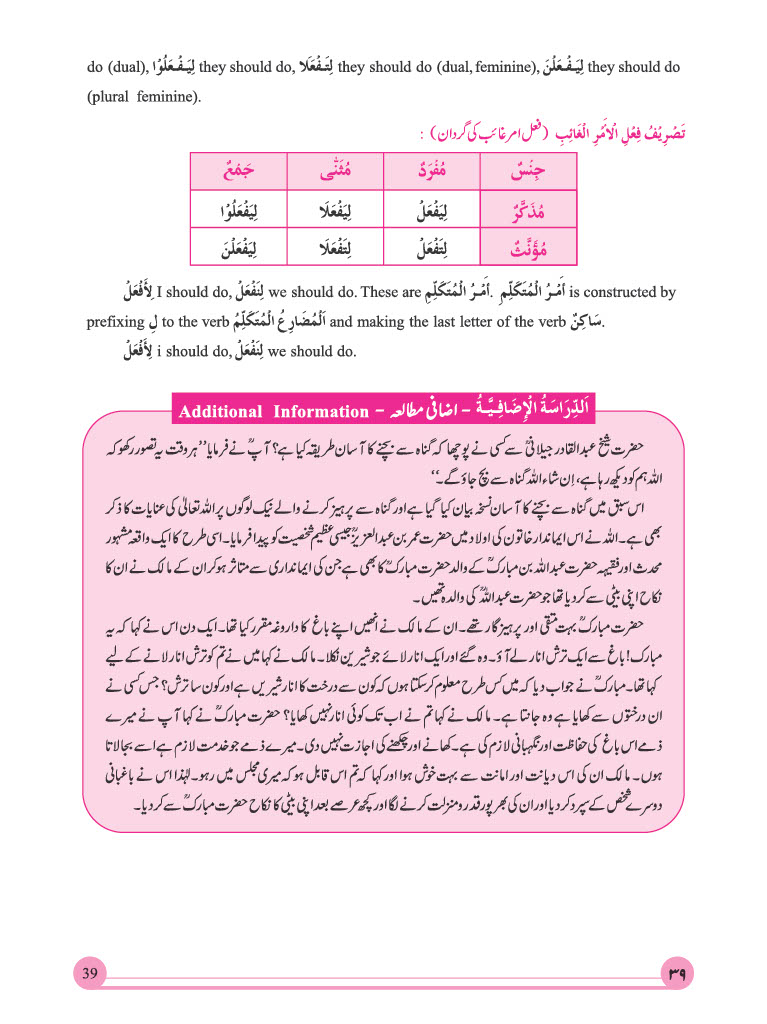 do (dual), لِيَـفُـعَـلُوْا they should do, لِتَـفْـعَلَا they should do (dual, feminine), لِيَـفْـعَلْنَ they should do
(plural feminine).
تَصْرِيْفُ فِعْلِ الْاَمْرِ الْغَائِبِ (فعل امر غائب کی گردان) :
جِنْسٌ مُفْرَدٌ مُثَنّٰى جَمْعٌ
مُذَكَّرٌ لِيَفْعَلْ لِيَفْعَلَا لِيَفْعَلُوْا
مُؤَنَّثٌ لِتَفْعَلْ لِتَفْعَلَا لِيَفْعَلْنَ
لِأَفْعَلْ I should do, لِنَفْعَلْ we should do. These are أَمْـرُ الْمُتَكَلِّمِ. أَمْـرُ الْمُتَكَلِّمِ is constructed by
prefixing لِ to the verb اَلْمُضَارِعُ الْمُتَكَلِّمُ and making the last letter of the verb سَاكِنٌ.
لِأَفْعَلْ i should do, لِنَفْعَلْ we should do.
اَلدِّرَاسَةُ الْإِضَافِـيَّـةُ – اضافی مطالعہ – Additional Information
حضرت شیخ عبدالقادر جیلانیؒ سے کسی نے پوچھا کہ گناہ سے بچنے کا آسان طریقہ کیا ہے؟ آپؒ نے فرمایا ’’ہر وقت یہ تصور رکھو کہ
اللہ ہم کو دیکھ رہا ہے، اِن شاء اللہ گناہ سے بچ جاؤ گے۔‘‘
اس سبق میں گناہ سے بچنے کا آسان نسخہ بیان کیا گیا ہے اور گناہ سے پرہیز کرنے والے نیک لوگوں پر اللہ تعالیٰ کی عنایات کا ذکر
بھی ہے۔ اللہ نے اس ایماندار خاتون کی اولاد میں حضرت عمر بن عبدالعزیزؒ جیسی عظیم شخصیت کو پیدا فرمایا۔ اسی طرح کا ایک واقعہ مشہور
محدث اور فقیہہ حضرت عبداللہ بن مبارکؒ کے والد حضرت مبارکؒ کا بھی ہے جن کی ایمانداری سے متاثر ہو کر ان کے مالک نے ان کا
نکاح اپنی بیٹی سے کر دیا تھا جو حضرت عبداللہؒ کی والدہ تھیں۔
حضرت مبارکؒ بہت متقی اور پرہیز گار تھے۔ ان کے مالک نے انھیں اپنے باغ کا داروغہ مقرر کیا تھا۔ ایک دن اس نے کہا کہ یہ
مبارک! باغ سے ایک ترش انار لے آؤ۔ وہ گئے اور ایک انار لائے جو شیریں نکلا۔ مالک نے کہا میں نے تم کو ترش انار لانے کے لیے
کہا تھا۔ مبارکؒ نے جواب دیا کہ میں کس طرح معلوم کر سکتا ہوں کہ کون سے درخت کا انار شیریں ہے اور کون سا ترش؟ جس کسی نے
ان درختوں سے کھایا ہے وہ جانتا ہے۔ مالک نے کہا تم نے اب تک کوئی انار نہیں کھایا؟ حضرت مبارکؒ نے کہا آپ نے میرے
ذمے اس باغ کی حفاظت اور نگہبانی لازم کی ہے۔ کھانے اور چکھنے کی اجازت نہیں دی۔ میرے ذمے جو خدمت لازم ہے اسے بجا لاتا
ہوں۔ مالک ان کی اس دیانت اور امانت سے بہت خوش ہوا اور کہا کہ تم اس قابل ہو کہ میری مجلس میں رہو۔ لہٰذا اس نے باغبانی
دوسرے شخص کے سپرد کر دیا اور ان کی بھر پور قدر و منزلت کرنے لگا اور کچھ عرصے بعد اپنی بیٹی کا نکاح حضرت مبارکؒ سے کر دیا۔
39 ۳۹